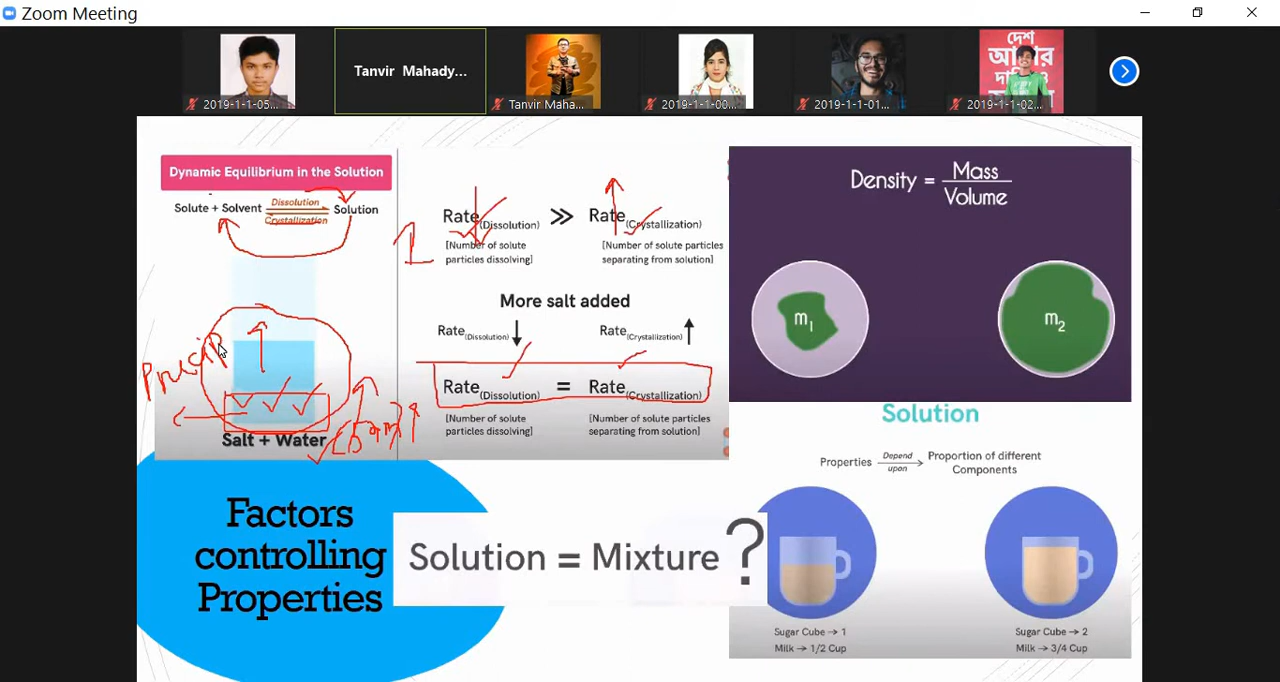 Zoom Meeting
2019-1-1-05...
Tanvir Mahady...
Tanvir Maha...
2019-1-1-00...
2019-1-1-01...
দেশ
আমার
2019-1-1-02...
Dynamic Equilibrium in the Solution
Solute + Solvent
Dissolution
Crystallization
Solution
Precip
Salt + Water
1
Rate(Dissolution) >> Rate(Crystallization)
[Number of solute
particles dissolving]
[Number of solute particles
separating from solution]
More salt added
Rate(Dissolution) ↓
Rate(Crystallization) ↑
Rate(Dissolution) = Rate(Crystallization)
[Number of solute
particles dissolving]
[Number of solute particles
separating from solution]
Density = Mass
Volume
m1
m2
Solution
Properties
Depend
upon
Proportion of different
Components
Factors
controlling
Properties
Solution = Mixture ?
Sugar Cube → 1
Milk → 1/2 Cup
Sugar Cube → 2
Milk → 3/4 Cup